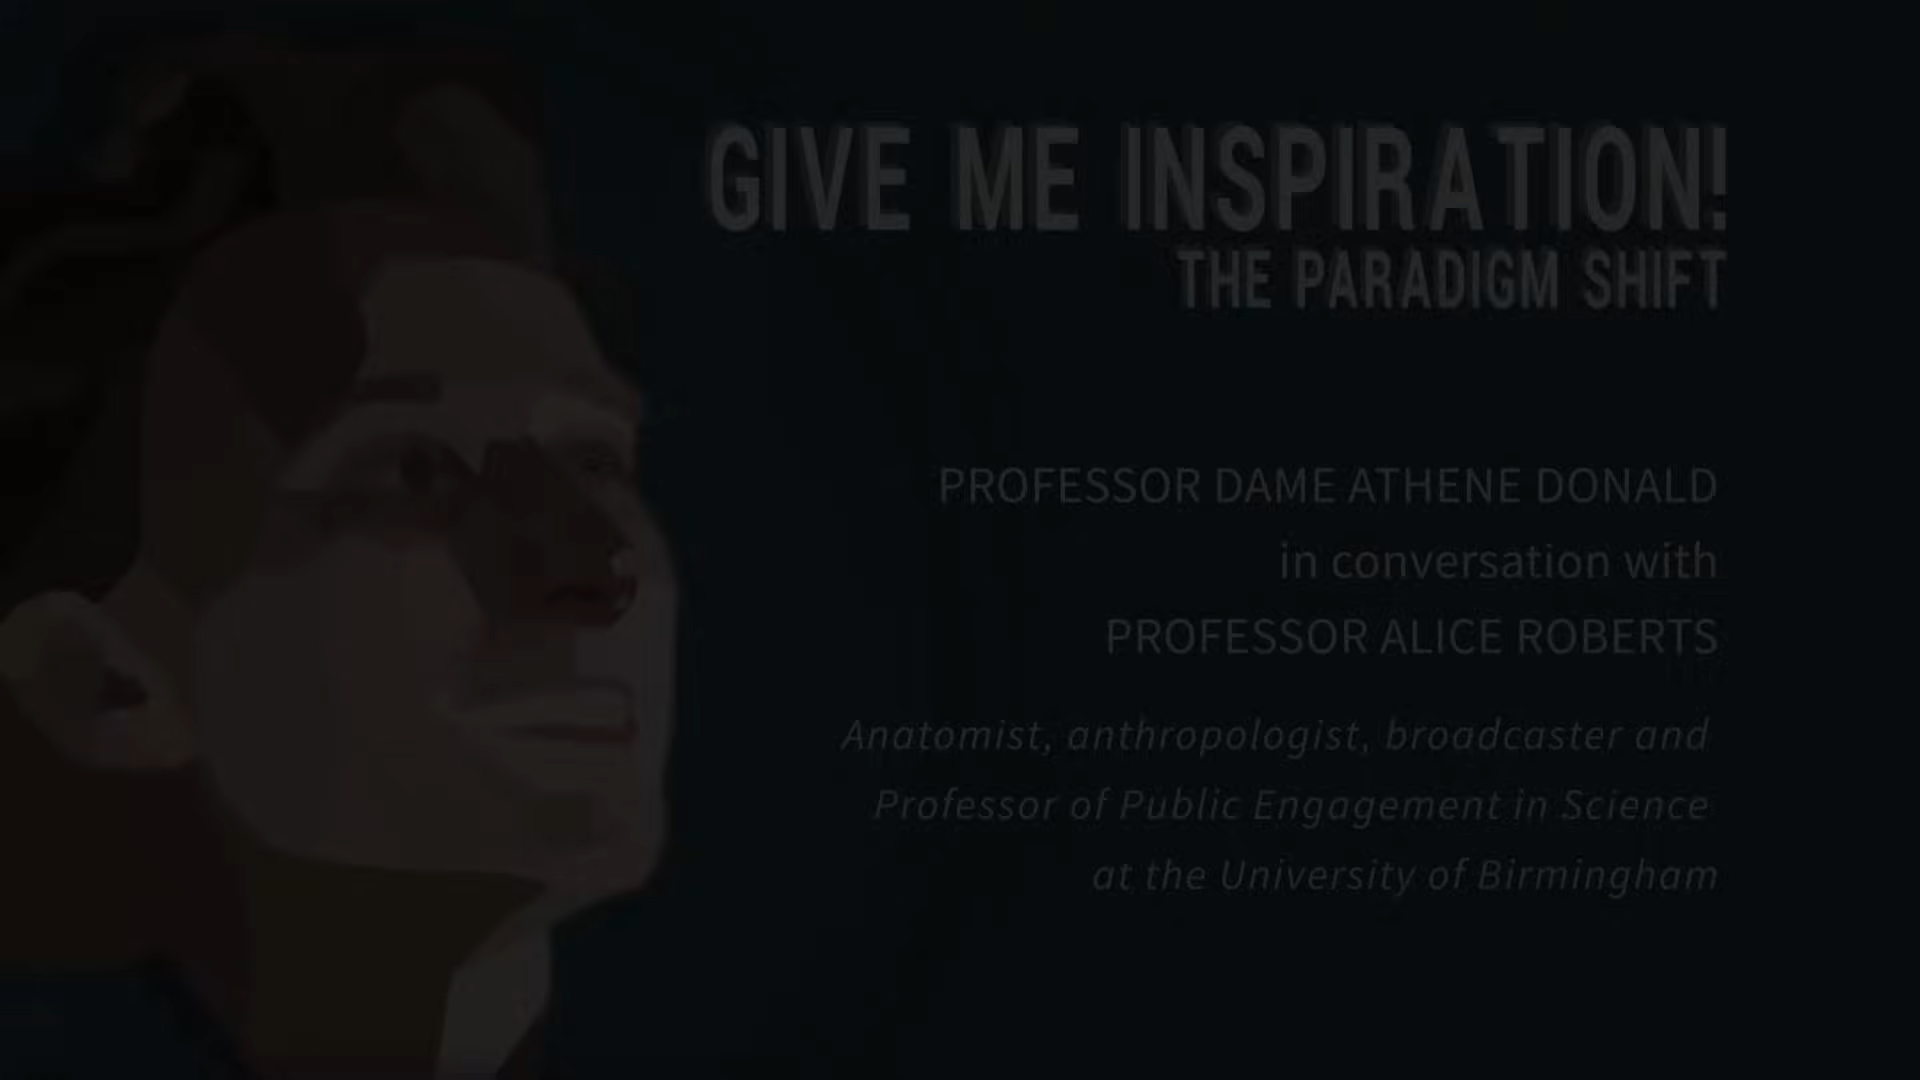 GIVE ME INSPIRATION!
THE PARADIGM SHIFT
PROFESSOR DAME ATHENE DONALD
in conversation with
PROFESSOR ALICE ROBERTS
Anatomist, anthropologist, broadcaster and
Professor of Public Engagement in Science
at the University of Birmingham